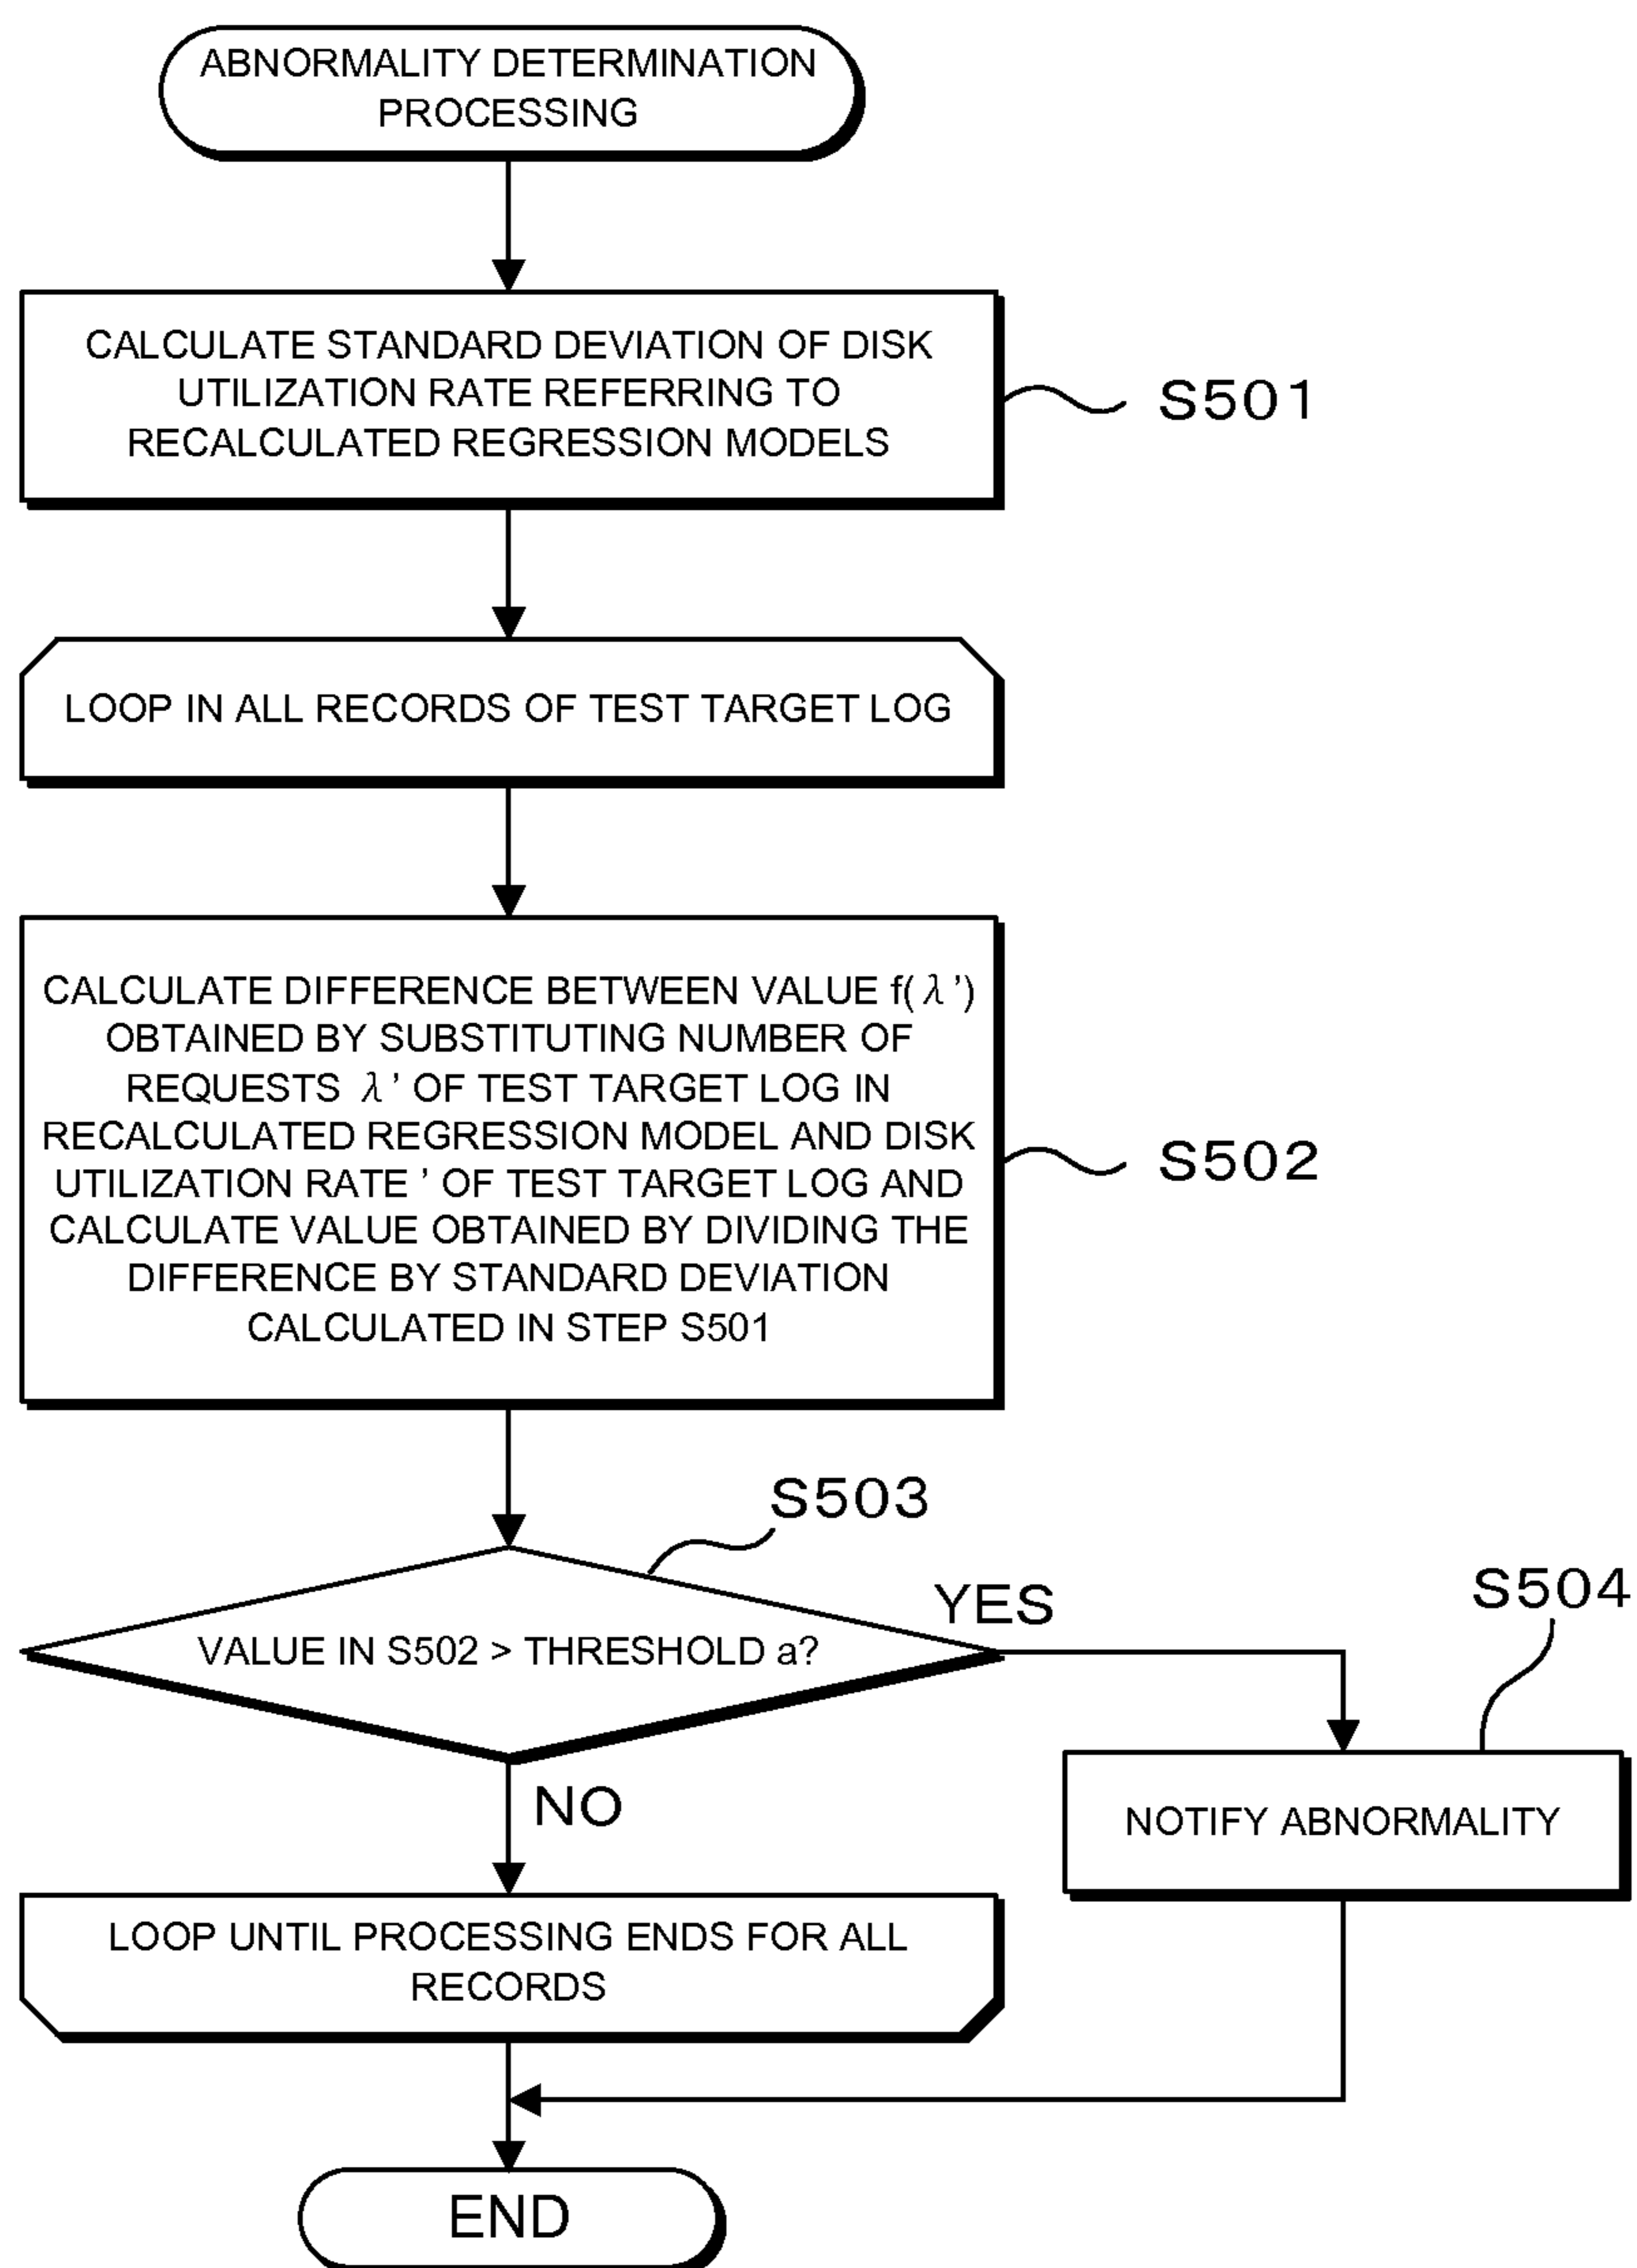 ABNORMALITY DETERMINATION
PROCESSING
CALCULATE STANDARD DEVIATION OF DISK
UTILIZATION RATE REFERRING TO
RECALCULATED REGRESSION MODELS
S501
LOOP IN ALL RECORDS OF TEST TARGET LOG
CALCULATE DIFFERENCE BETWEEN VALUE f(λ’)
OBTAINED BY SUBSTITUTING NUMBER OF
REQUESTS λ’ OF TEST TARGET LOG IN
RECALCULATED REGRESSION MODEL AND DISK
UTILIZATION RATE ’ OF TEST TARGET LOG AND
CALCULATE VALUE OBTAINED BY DIVIDING THE
DIFFERENCE BY STANDARD DEVIATION
CALCULATED IN STEP S501
S502
S503
VALUE IN S502 > THRESHOLD a?
YES
S504
NOTIFY ABNORMALITY
NO
LOOP UNTIL PROCESSING ENDS FOR ALL
RECORDS
END